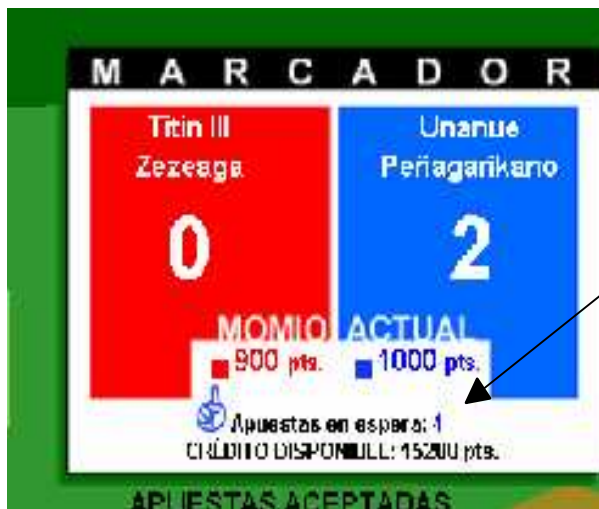 MARCADOR
Titin III
Zezeaga
Unanue
Peñagarikano
0
2
MOMIO ACTUAL
900 pts. 1000 pts.
Apuestas en espera: 1
CRÉDITO DISPONIBLE: 15200 pts.
APUESTAS ACEPTADAS